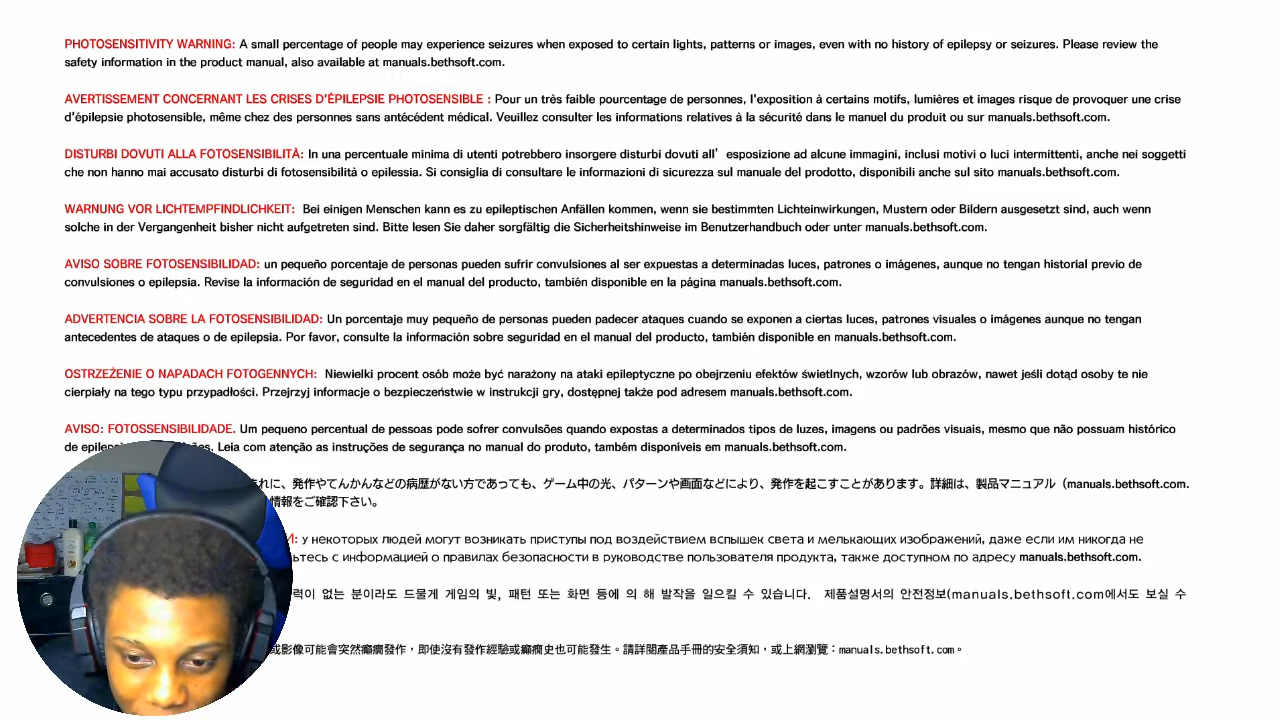 PHOTOSENSITIVITY WARNING: A small percentage of people may experience seizures when exposed to certain lights, patterns or images, even with no history of epilepsy or seizures. Please review the
safety information in the product manual, also available at manuals.bethsoft.com.
AVERTISSEMENT CONCERNANT LES CRISES D'ÉPILEPSIE PHOTOSENSIBLE : Pour un très faible pourcentage de personnes, l'exposition à certains motifs, lumières et images risque de provoquer une crise
d'épilepsie photosensible, même chez des personnes sans antécédent médical. Veuillez consulter les informations relatives à la sécurité dans le manuel du produit ou sur manuals.bethsoft.com.
DISTURBI DOVUTI ALLA FOTOSENSIBILITÀ: In una percentuale minima di utenti potrebbero insorgere disturbi dovuti all' esposizione ad alcune immagini, inclusi motivi o luci intermittenti, anche nei soggetti
che non hanno mai accusato disturbi di fotosensibilità o epilessia. Si consiglia di consultare le informazioni di sicurezza sul manuale del prodotto, disponibili anche sul sito manuals.bethsoft.com.
WARNUNG VOR LICHTEMPFINDLICHKEIT: Bei einigen Menschen kann es zu epileptischen Anfällen kommen, wenn sie bestimmten Lichteinwirkungen, Mustern oder Bildern ausgesetzt sind, auch wenn
solche in der Vergangenheit bisher nicht aufgetreten sind. Bitte lesen Sie daher sorgfältig die Sicherheitshinweise im Benutzerhandbuch oder unter manuals.bethsoft.com.
AVISO SOBRE FOTOSENSIBILIDAD: un pequeño porcentaje de personas pueden sufrir convulsiones al ser expuestas a determinadas luces, patrones o imágenes, aunque no tengan historial previo de
convulsiones o epilepsia. Revise la información de seguridad en el manual del producto, también disponible en la página manuals.bethsoft.com.
ADVERTENCIA SOBRE LA FOTOSENSIBILIDAD: Un porcentaje muy pequeño de personas pueden padecer ataques cuando se exponen a ciertas luces, patrones visuales o imágenes aunque no tengan
antecedentes de ataques o de epilepsia. Por favor, consulte la información sobre seguridad en el manual del producto, también disponible en manuals.bethsoft.com.
OSTRZEŻENIE O NAPADACH FOTOGENNYCH: Niewielki procent osób może być narażony na ataki epileptyczne po obejrzeniu efektów świetlnych, wzorów lub obrazów, nawet jeśli dotąd osoby te nie
cierpiały na tego typu przypadłości. Przejrzyj informacje o bezpieczeństwie w instrukcji gry, dostępnej także pod adresem manuals.bethsoft.com.
AVISO: FOTOSSENSIBILIDADE. Um pequeno percentual de pessoas pode sofrer convulsões quando expostas a determinados tipos de luzes, imagens ou padrões visuais, mesmo que não possuam histórico
de Leia com atenção as instruções de segurança no manual do produto, também disponíveis em manuals.bethsoft.com.
れに、発作やてんかんなどの病歴がない方であっても、ゲーム中の光、パターンや画面などにより、発作を起こすことがあります。詳細は、製品マニュアル（manuals.bethsoft.com.
情報をご確認下さい。
у некоторых людей могут возникать приступы под воздействием вспышек света и мелькающих изображений, даже если им никогда не
ьтесь с информацией о правилах безопасности в руководстве пользователя продукта, также доступном по адресу manuals.bethsoft.com.
력이 없는 분이라도 드물게 게임의 빛, 패턴 또는 화면 등에 의 해 발작을 일으킬 수 있습니다. 제품설명서의 안전정보(manuals.bethsoft.com에서도 보실 수
或影像可能會突然癲癇發作，即使沒有發作經驗或癲癇史也可能發生。請詳閱產品手冊的安全須知，或上網瀏覽：manuals.bethsoft.com。